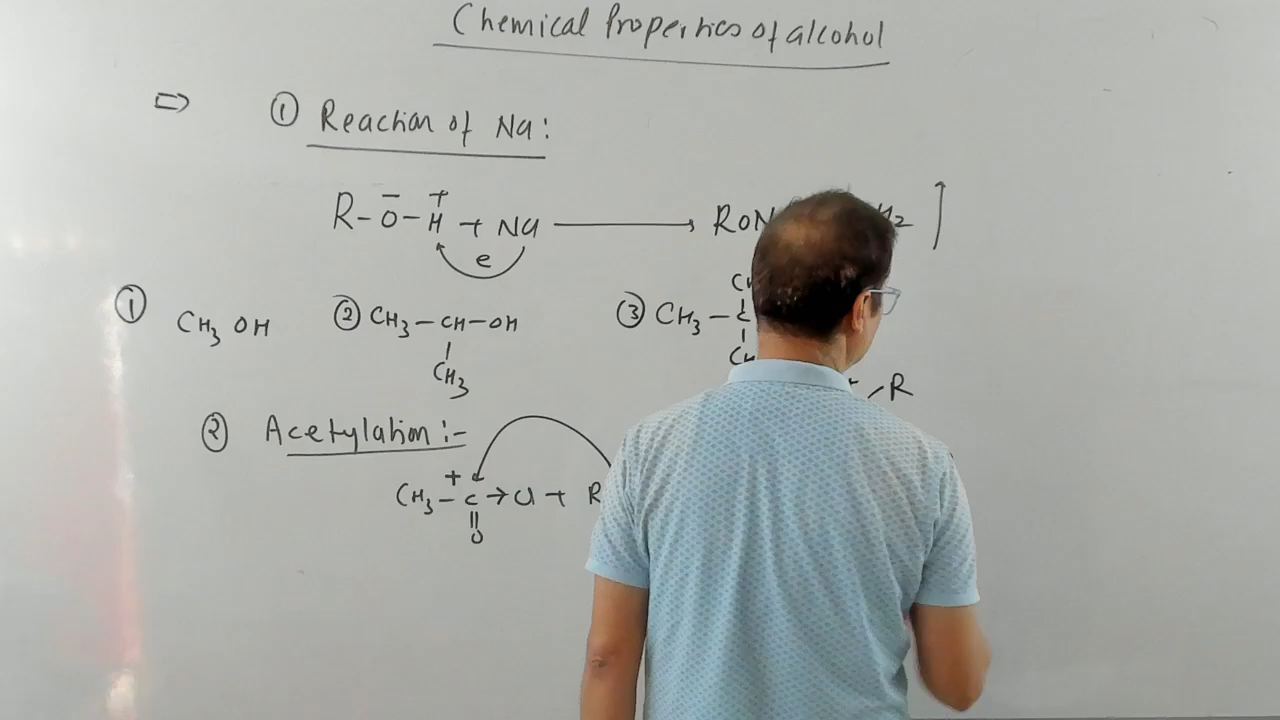 Chemical Properties of alcohol
⇒ ① Reaction of Na:
R-O-H + Na ⟶ RON H2
e
① CH3 OH ② CH3-CH-OH ③ CH3-C
CH3
-R
② Acetylation :-
CH3-C→Cl + R
O